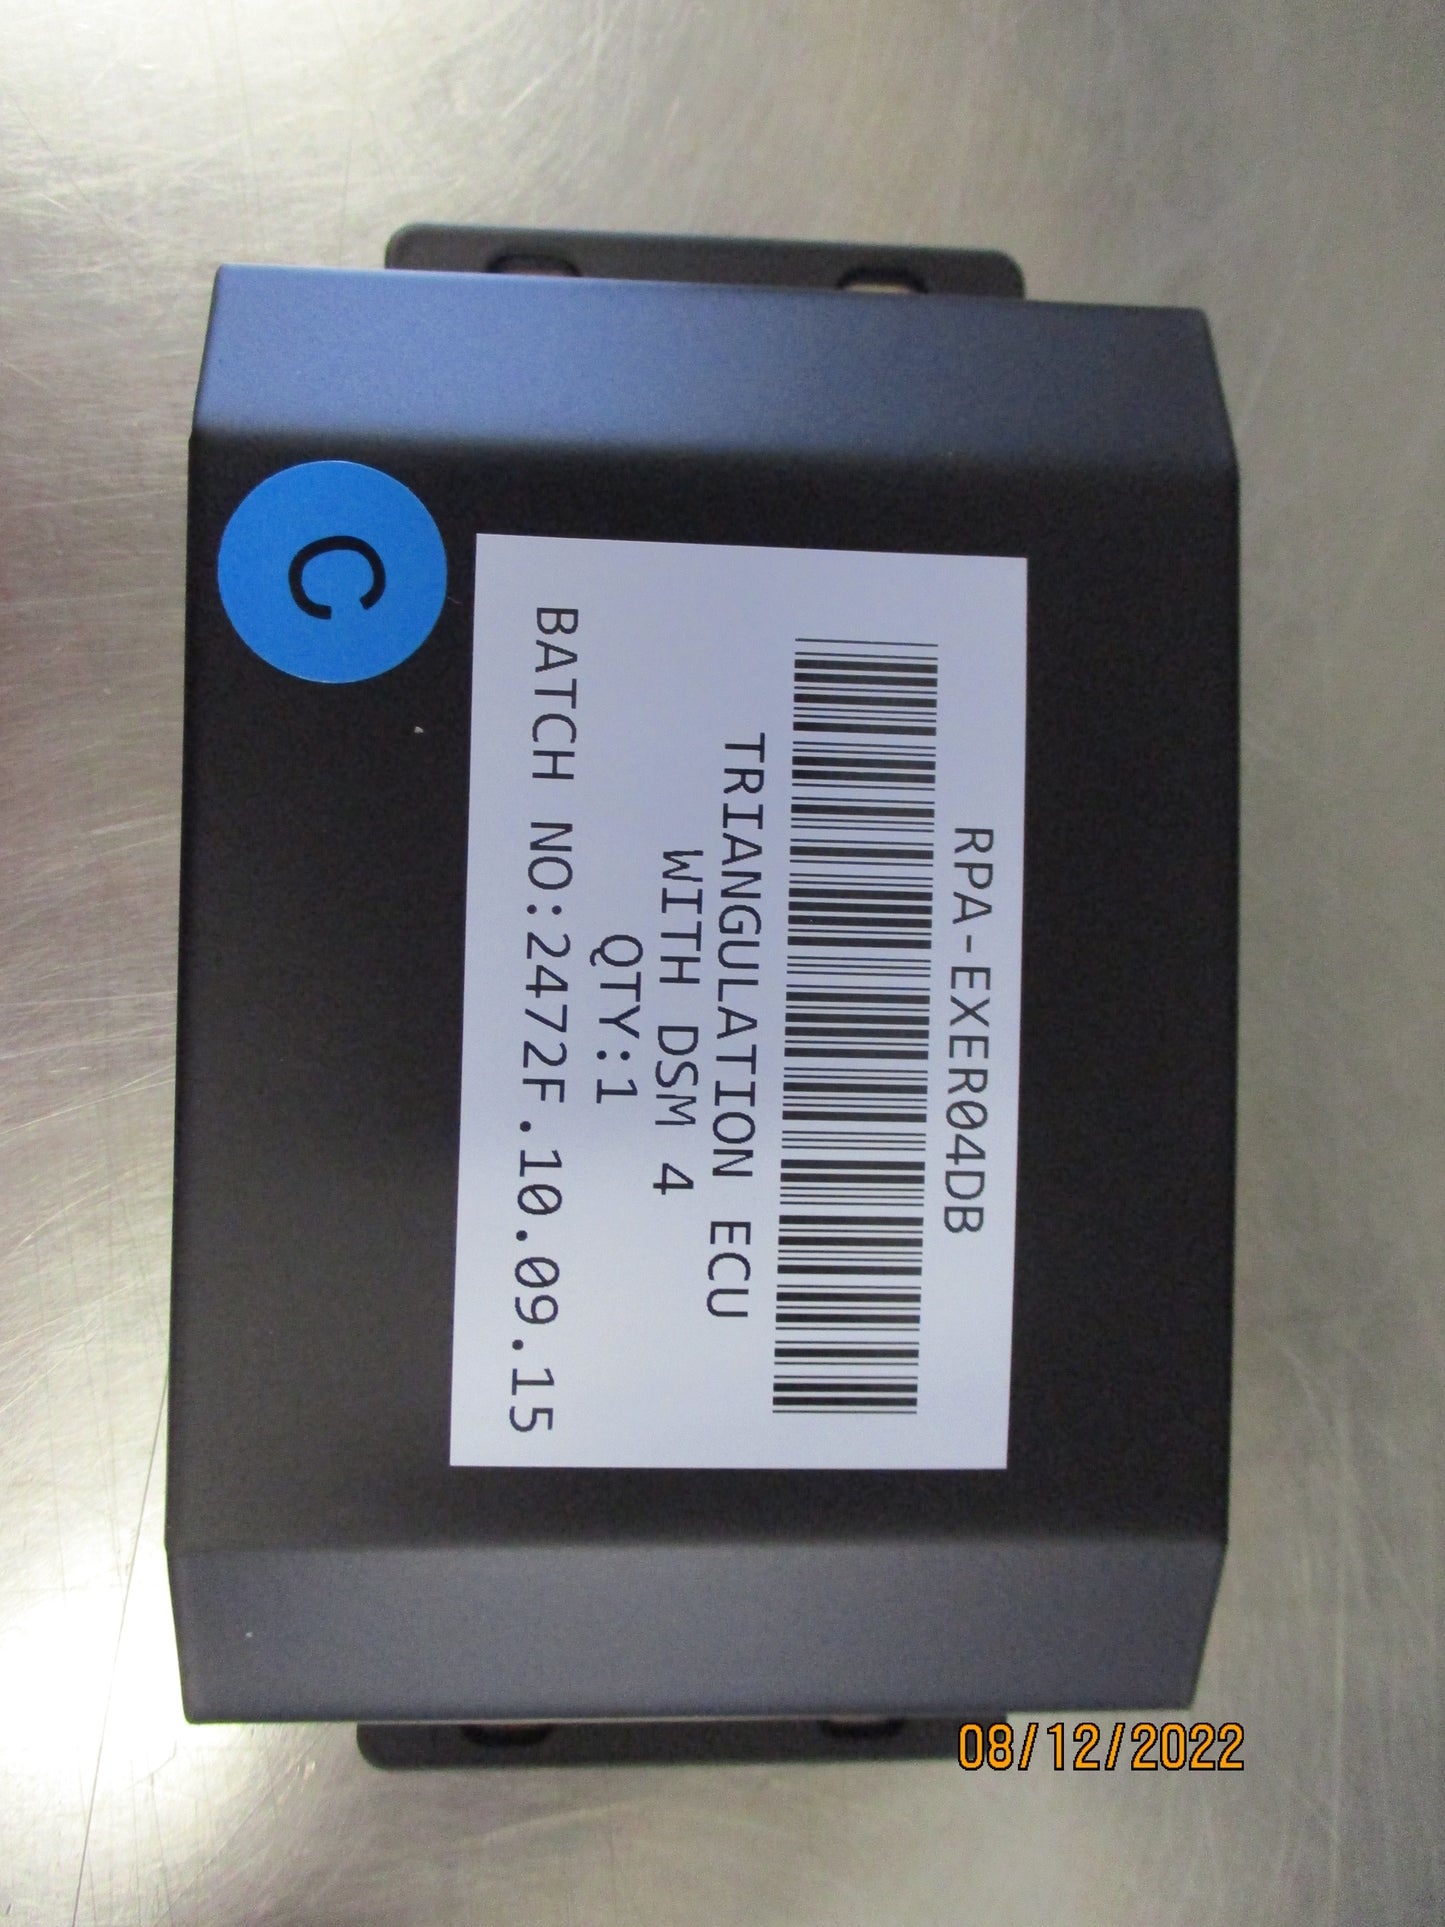 RPA-EXER04DB
TRIANGULATION ECU
WITH DSM 4
QTY:1
BATCH NO:2472F.10.09.15
C
08/12/2022